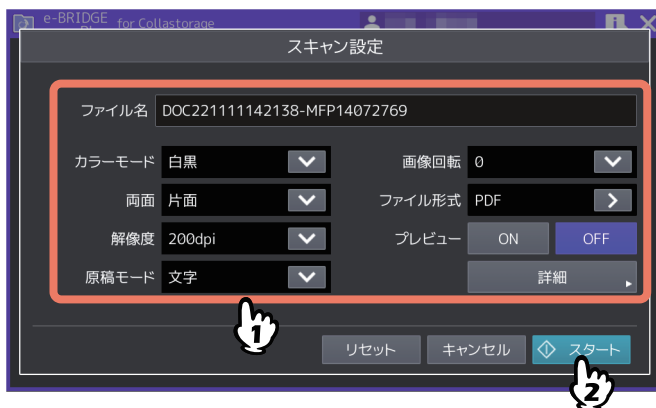 e-BRIDGE for Collastorage
スキャン設定
ファイル名 DOC221111142138-MFP14072769
カラーモード 白黒 画像回転 0
両面 片面 ファイル形式 PDF
解像度 200dpi プレビュー ON OFF
原稿モード 文字 詳細
1
リセット キャンセル スタート
2